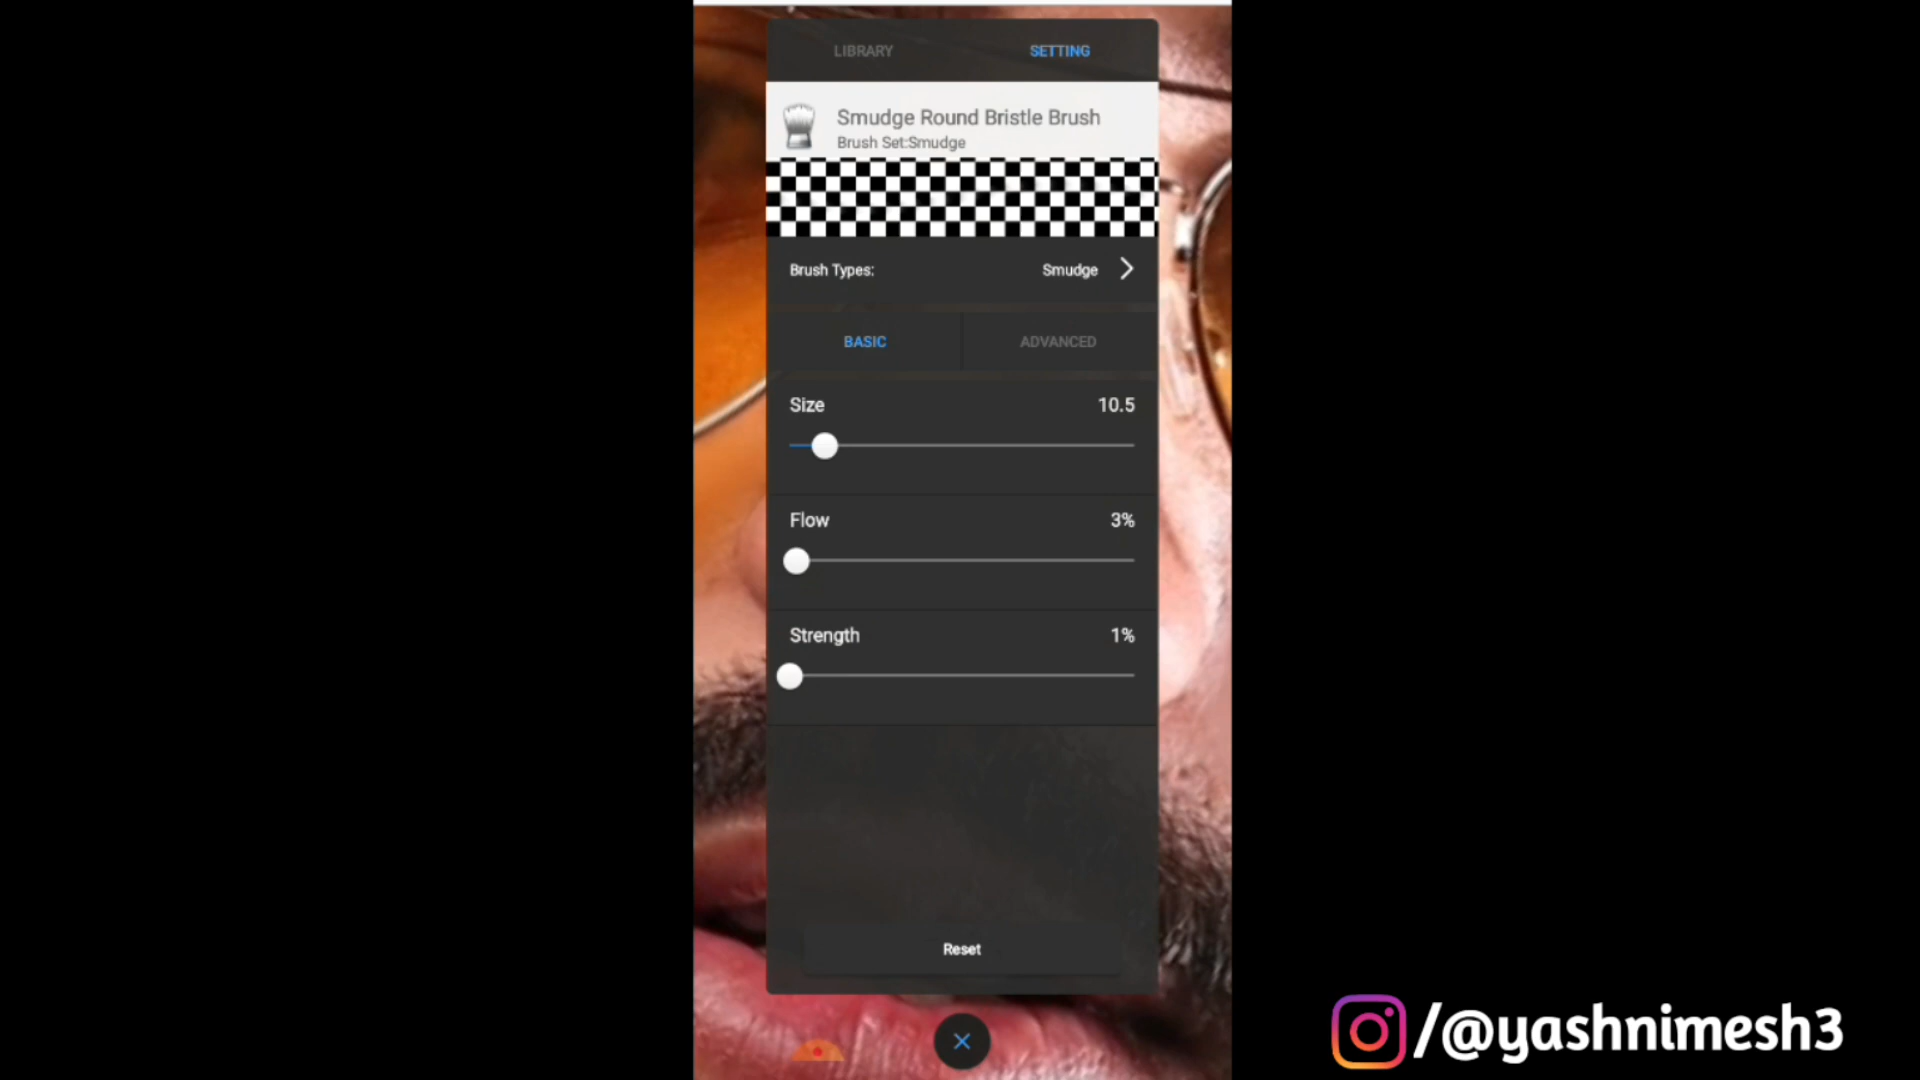 LIBRARY
SETTING
Smudge Round Bristle Brush
Brush Set:Smudge
Brush Types:
Smudge
BASIC
ADVANCED
Size
10.5
Flow
3%
Strength
1%
Reset
/@yashnimesh3